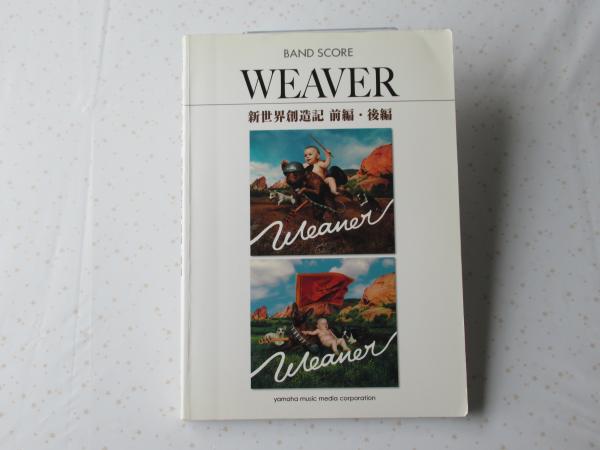 BAND SCORE
WEAVER
新世界創造記 前編・後編
Weaver
Weaver
yamaha music media corporation